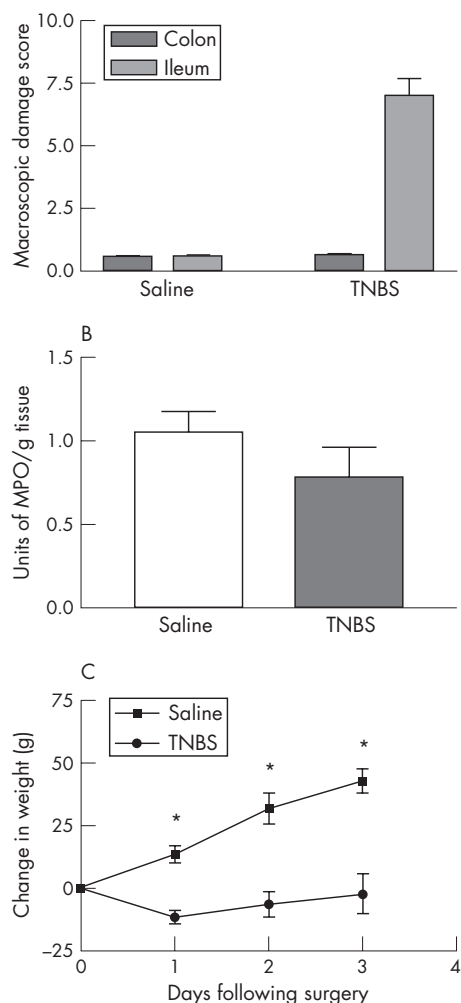 10.0
7.5
5.0
2.5
0.0
Macroscopic damage score
Colon
Ileum
Saline TNBS
B
1.5
1.0
0.5
0.0
Units of MPO/g tissue
Saline TNBS
C
75
50
25
0
–25
Change in weight (g)
Saline
TNBS
*
*
*
0 1 2 3 4
Days following surgery